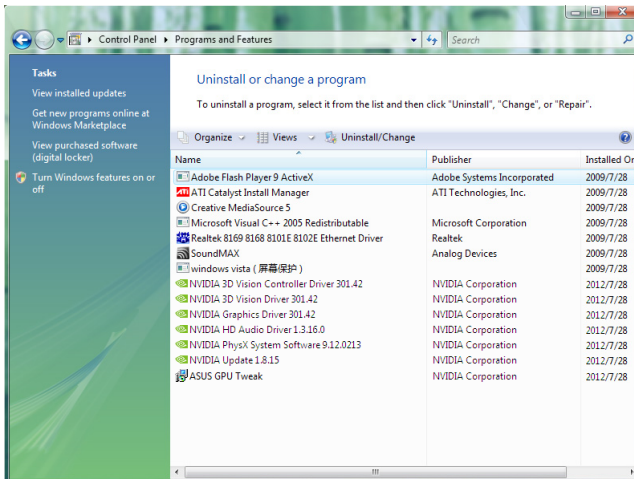 Control Panel ▸ Programs and Features
Search
Tasks
View installed updates
Get new programs online at
Windows Marketplace
View purchased software
(digital locker)
Turn Windows features on or
off
Uninstall or change a program
To uninstall a program, select it from the list and then click "Uninstall", "Change", or "Repair".
Organize Views Uninstall/Change
Name Publisher Installed On
Adobe Flash Player 9 ActiveX Adobe Systems Incorporated 2009/7/28
ATI Catalyst Install Manager ATI Technologies, Inc. 2009/7/28
Creative MediaSource 5 2009/7/28
Microsoft Visual C++ 2005 Redistributable Microsoft Corporation 2009/7/28
Realtek 8169 8168 8101E 8102E Ethernet Driver Realtek 2009/7/28
SoundMAX Analog Devices 2009/7/28
windows vista ( 屏幕保护 ) 2009/7/28
NVIDIA 3D Vision Controller Driver 301.42 NVIDIA Corporation 2012/7/28
NVIDIA 3D Vision Driver 301.42 NVIDIA Corporation 2012/7/28
NVIDIA Graphics Driver 301.42 NVIDIA Corporation 2012/7/28
NVIDIA HD Audio Driver 1.3.16.0 NVIDIA Corporation 2012/7/28
NVIDIA PhysX System Software 9.12.0213 NVIDIA Corporation 2012/7/28
NVIDIA Update 1.8.15 NVIDIA Corporation 2012/7/28
ASUS GPU Tweak NVIDIA Corporation 2012/7/28